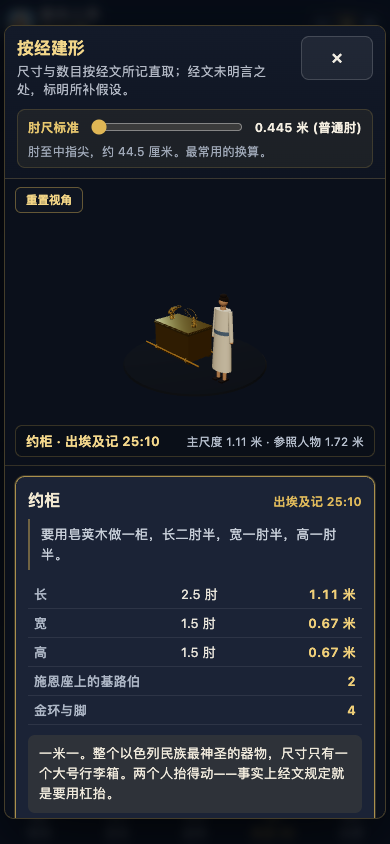 按经建形
×
尺寸与数目按经文所记直取；经文未明言之
处，标明所补假设。
肘尺标准 0.445 米 (普通肘)
肘至中指尖，约 44.5 厘米。最常用的换算。
重置视角
约柜 · 出埃及记 25:10 主尺度 1.11 米 · 参照人物 1.72 米
约柜 出埃及记 25:10
要用皂荚木做一柜，长二肘半，宽一肘半，高一肘
半。
长 2.5 肘 1.11 米
宽 1.5 肘 0.67 米
高 1.5 肘 0.67 米
施恩座上的基路伯 2
金环与脚 4
一米一。整个以色列民族最神圣的器物，尺寸只有一
个大号行李箱。两个人抬得动——事实上经文规定就
是要用杠抬。